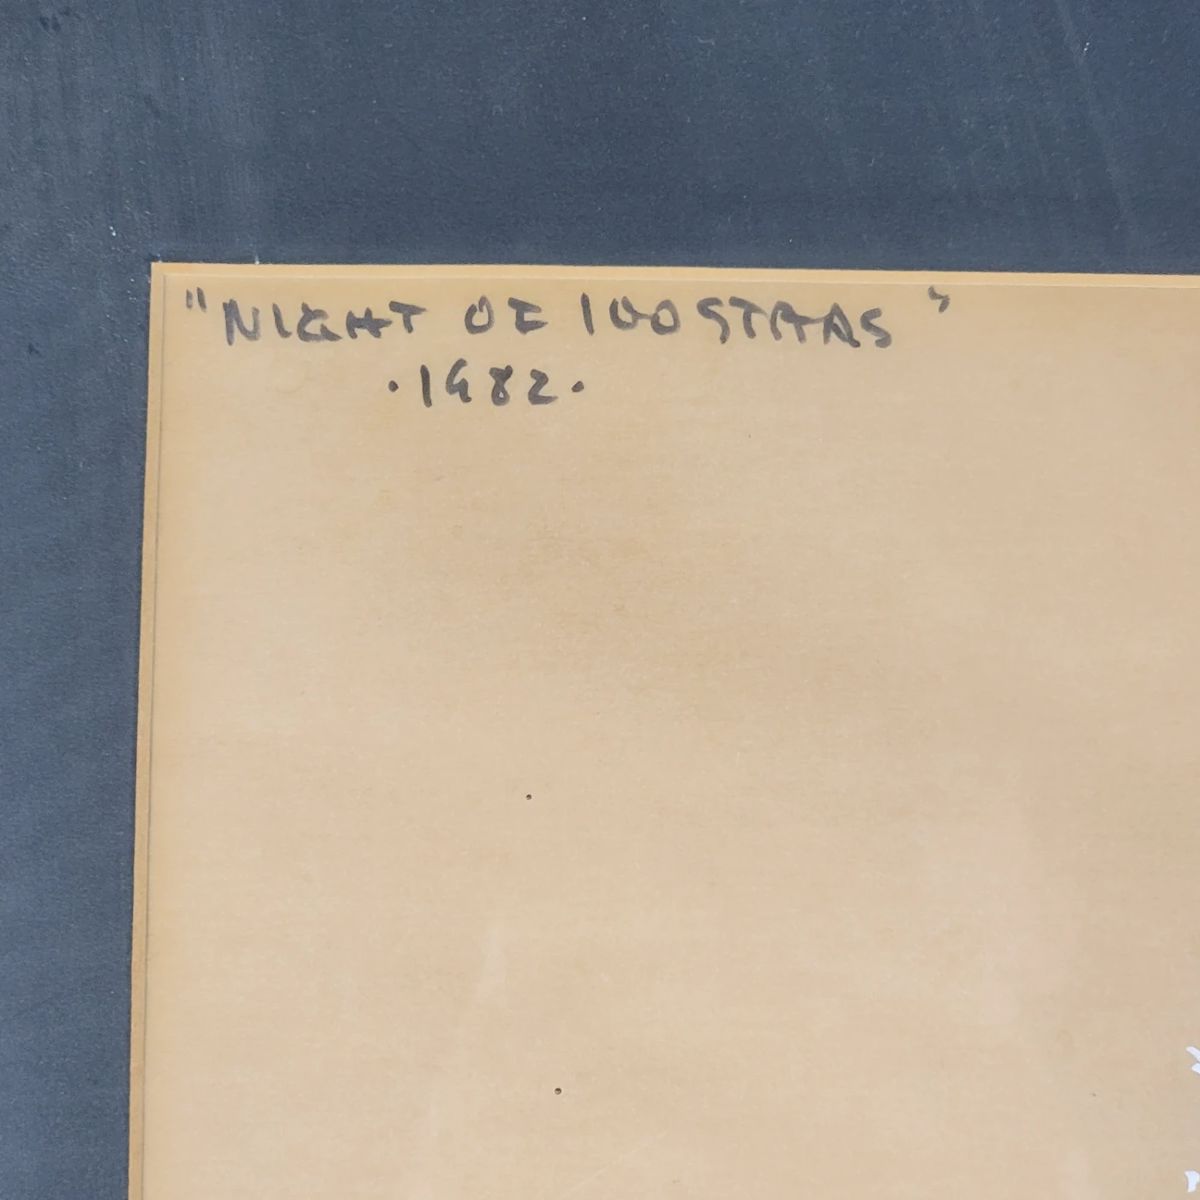 "NIGHT OF 100 STARS"
·1982·